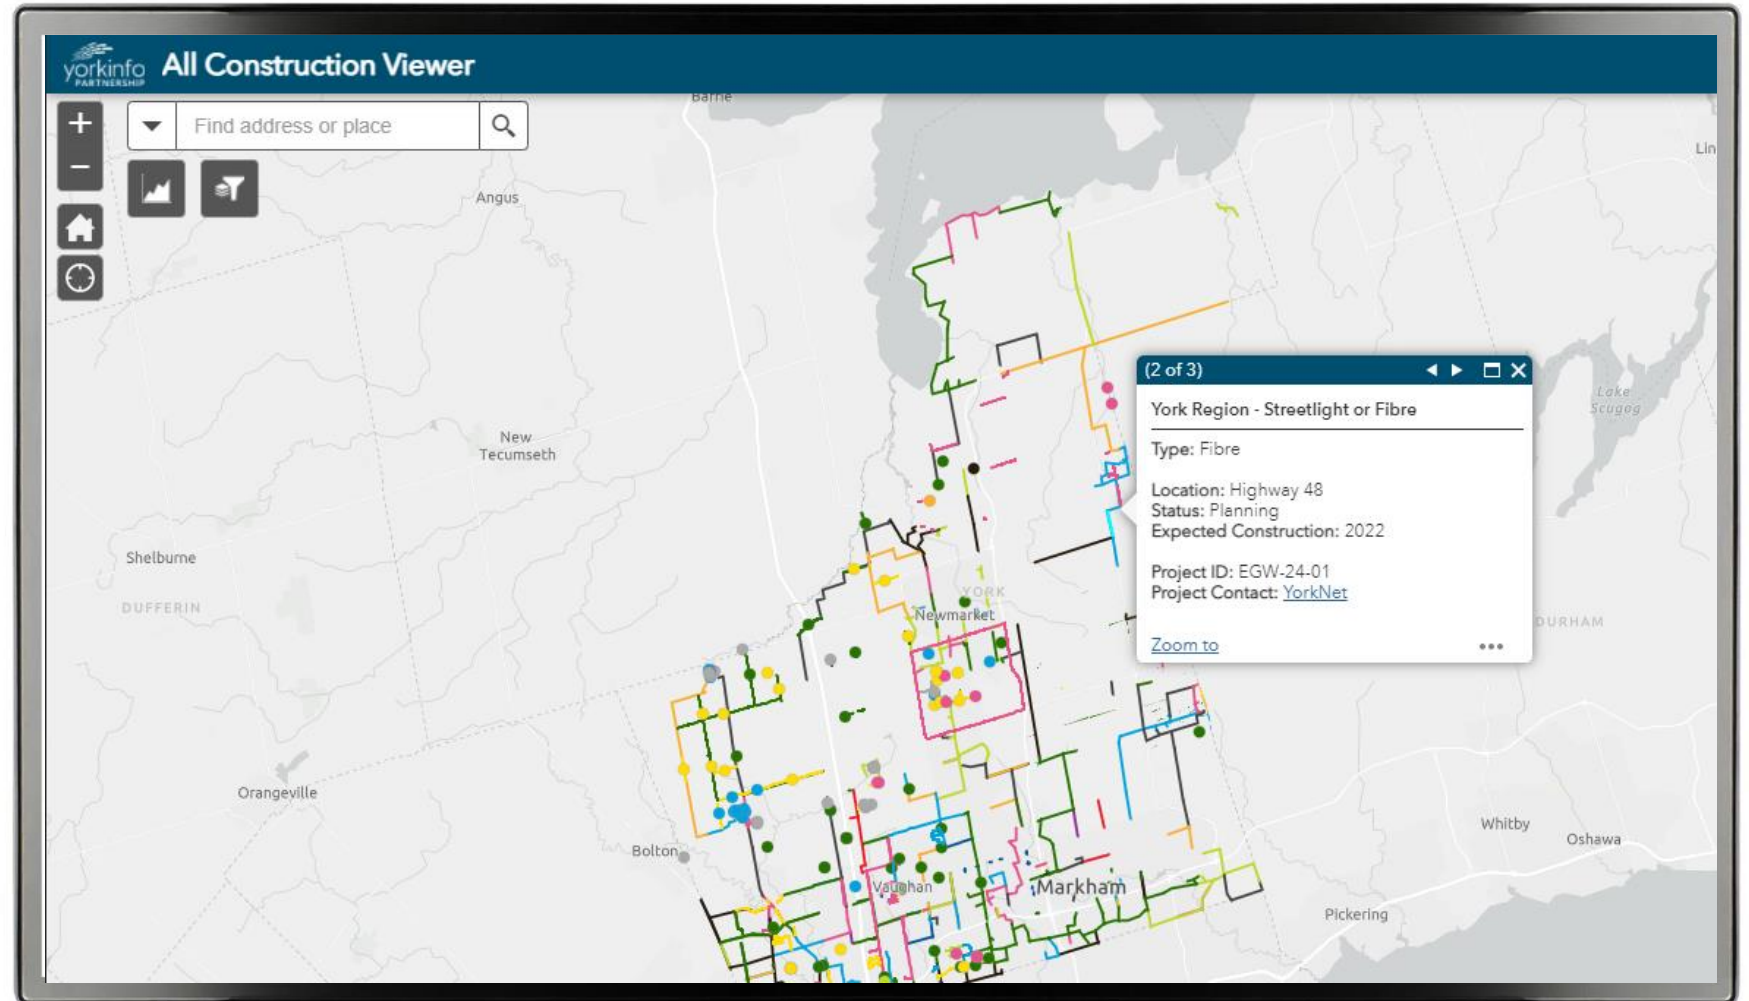 yorkinfo
PARTNERSHIP
All Construction Viewer
Barrie
+
Find address or place
−
Lin
Angus
(2 of 3)
York Region - Streetlight or Fibre
Type: Fibre
Location: Highway 48
Status: Planning
Expected Construction: 2022
Project ID: EGW-24-01
Project Contact: YorkNet
Zoom to
•••
Lake
Scugog
New
Tecumseth
Shelburne
DUFFERIN
YORK
Newmarket
DURHAM
Orangeville
Whitby
Oshawa
Bolton
Vaughan
Markham
Pickering